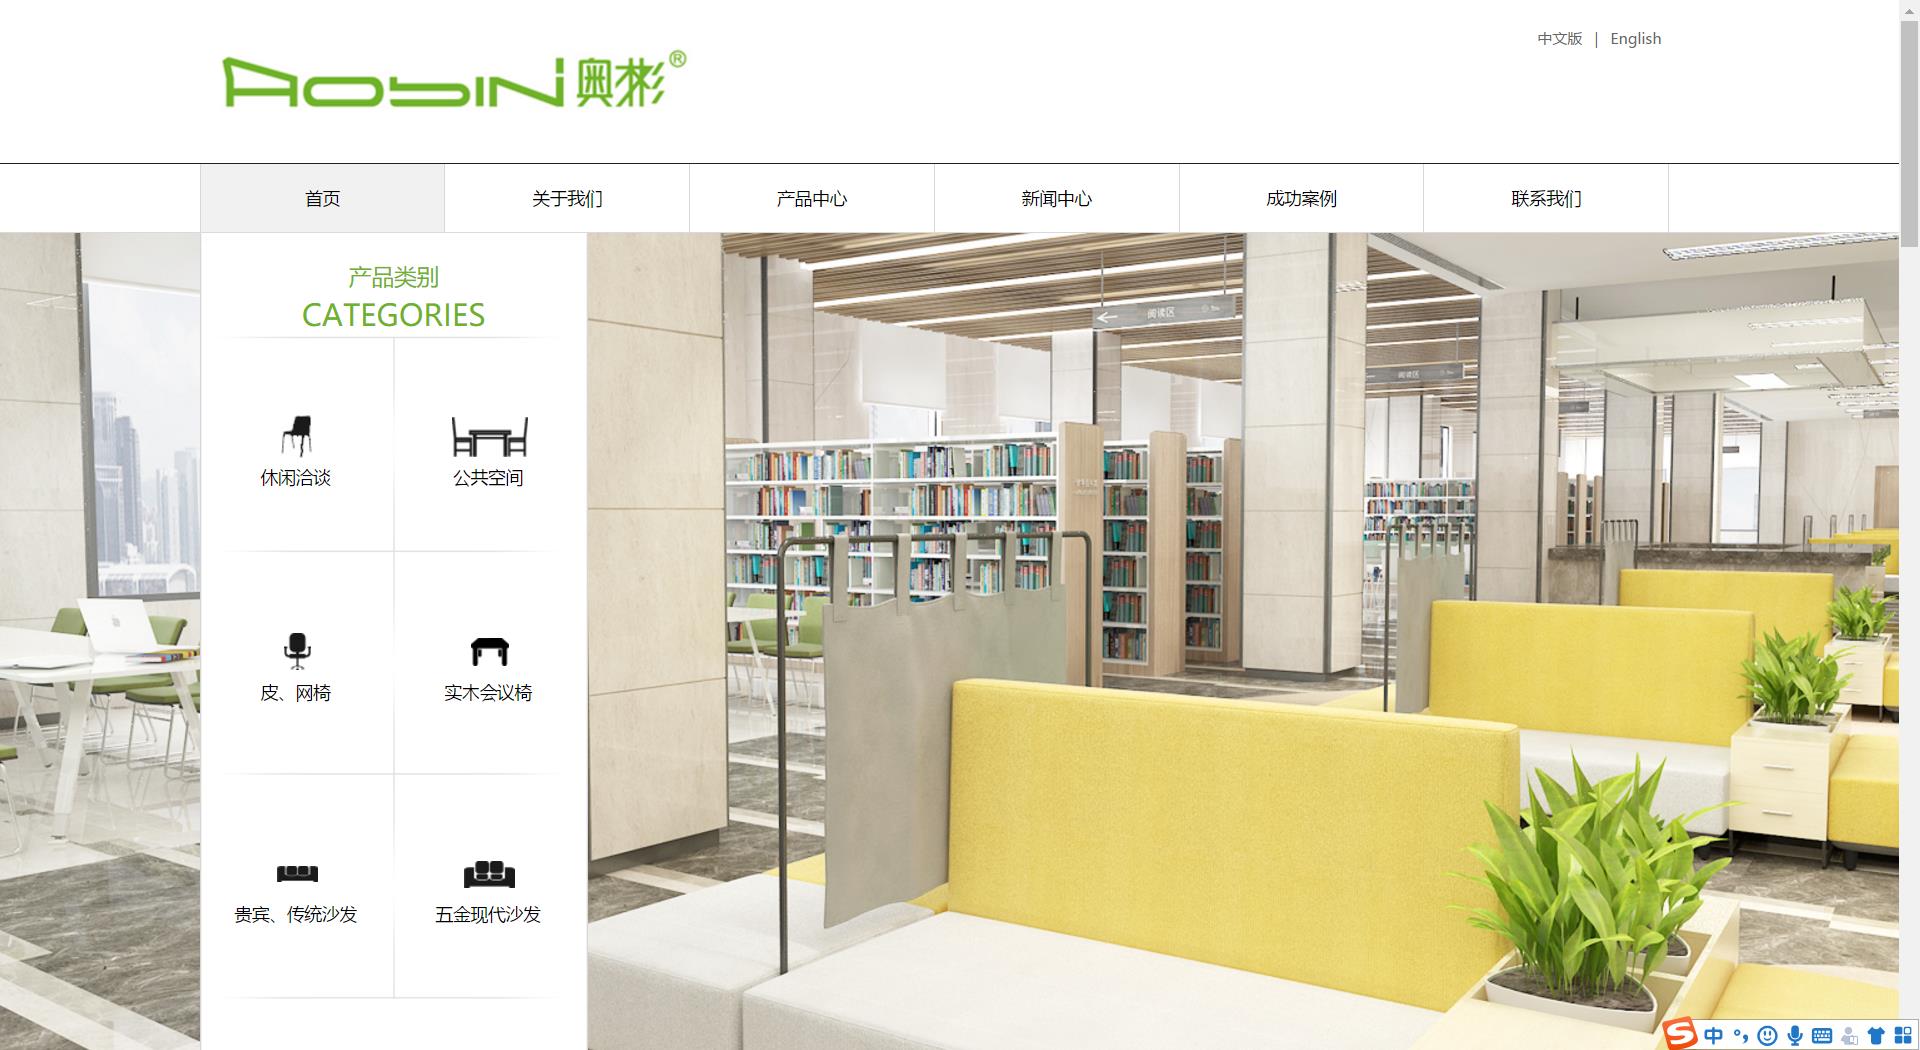 AOBIN 奥彬®
中文版 | English
首页 关于我们 产品中心 新闻中心 成功案例 联系我们
产品类别
CATEGORIES
阅读区
阅读区
休闲洽谈 公共空间
皮、网椅 实木会议椅
贵宾、传统沙发 五金现代沙发
中